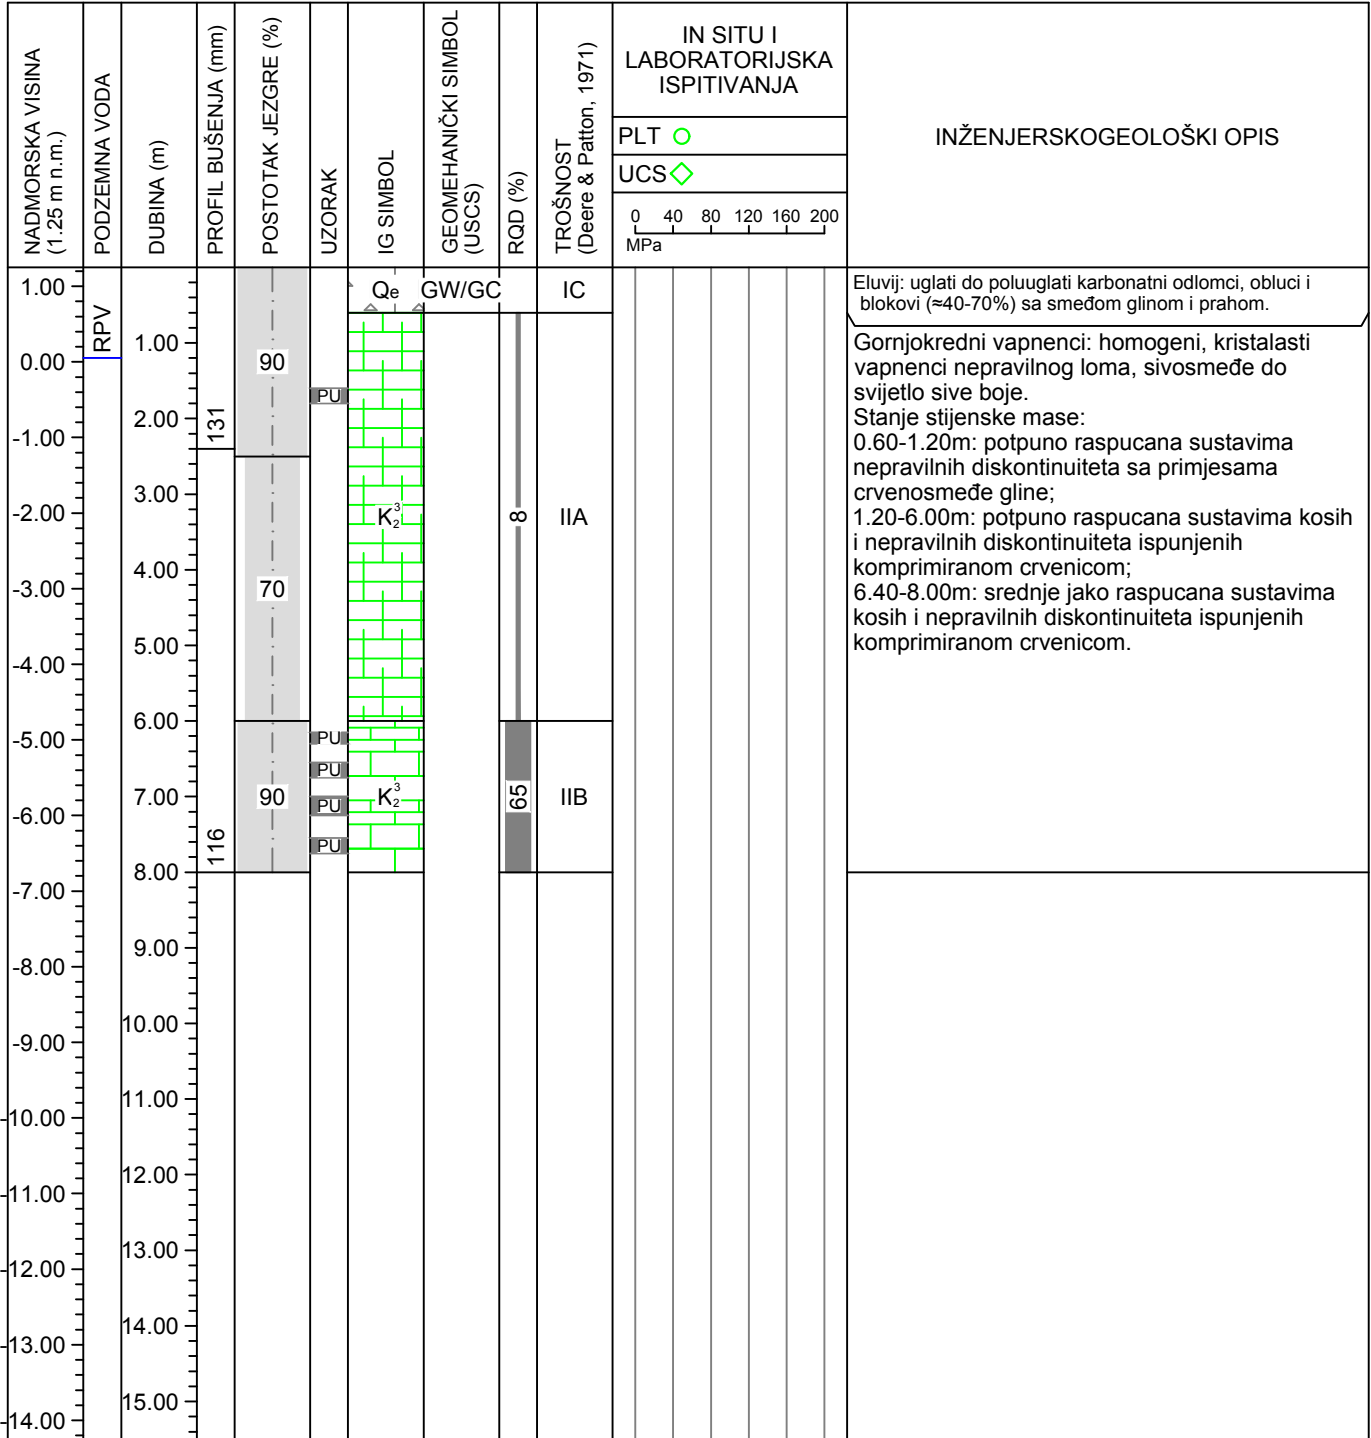 NADMORSKA VISINA
(1.25 m n.m.)
PODZEMNA VODA
DUBINA (m)
PROFIL BUŠENJA (mm)
POSTOTAK JEZGRE (%)
UZORAK
IG SIMBOL
GEOMEHANIČKI SIMBOL
(USCS)
RQD (%)
TROŠNOST
(Deere & Patton, 1971)
IN SITU I
LABORATORIJSKA
ISPITIVANJA
PLT
UCS
0 40 80 120 160 200
MPa
INŽENJERSKOGEOLOŠKI OPIS
1.00
0.00
-1.00
-2.00
-3.00
-4.00
-5.00
-6.00
-7.00
-8.00
-9.00
-10.00
-11.00
-12.00
-13.00
-14.00
RPV
1.00
2.00
3.00
4.00
5.00
6.00
7.00
8.00
9.00
10.00
11.00
12.00
13.00
14.00
15.00
131
116
90
70
90
PU
PU
PU
PU
PU
Qe
K₂³
K₂³
GW/GC
8
65
IC
IIA
IIB
Eluvij: uglati do poluuglati karbonatni odlomci, obluci i
blokovi (≈40-70%) sa smeđom glinom i prahom.
Gornjokredni vapnenci: homogeni, kristalasti
vapnenci nepravilnog loma, sivosmeđe do
svijetlo sive boje.
Stanje stijenske mase:
0.60-1.20m: potpuno raspucana sustavima
nepravilnih diskontinuiteta sa primjesama
crvenosmeđe gline;
1.20-6.00m: potpuno raspucana sustavima kosih
i nepravilnih diskontinuiteta ispunjenih
komprimiranom crvenicom;
6.40-8.00m: srednje jako raspucana sustavima
kosih i nepravilnih diskontinuiteta ispunjenih
komprimiranom crvenicom.